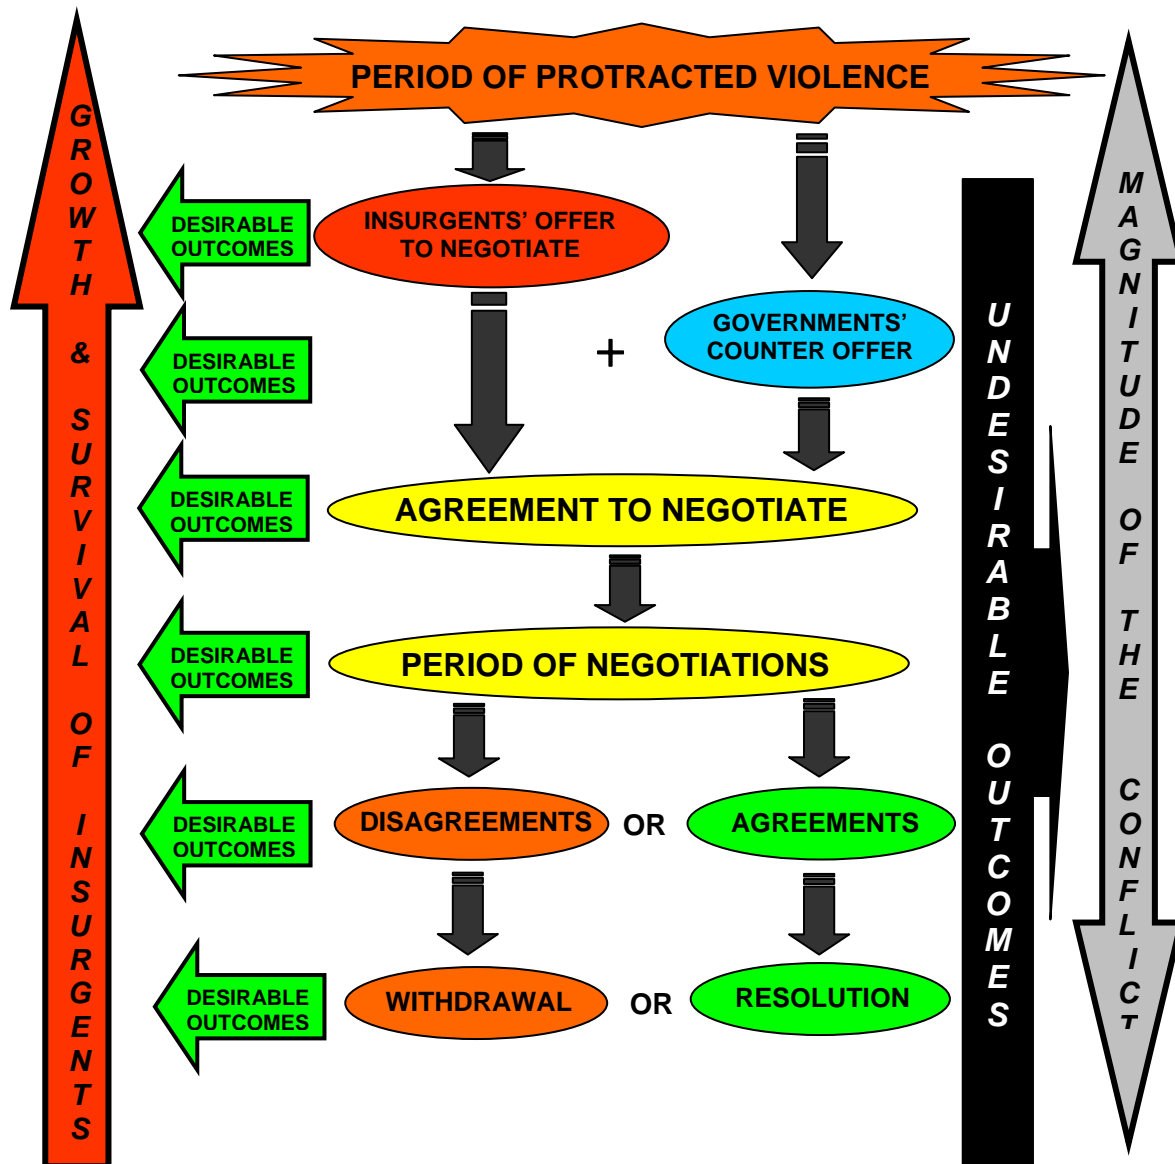 PERIOD OF PROTRACTED VIOLENCE
GROWTH & SURVIVAL OF INSURGENTS
DESIRABLE
OUTCOMES
INSURGENTS' OFFER
TO NEGOTIATE
DESIRABLE
OUTCOMES
+
GOVERNMENTS'
COUNTER OFFER
DESIRABLE
OUTCOMES
AGREEMENT TO NEGOTIATE
DESIRABLE
OUTCOMES
PERIOD OF NEGOTIATIONS
DESIRABLE
OUTCOMES
DISAGREEMENTS OR AGREEMENTS
DESIRABLE
OUTCOMES
WITHDRAWAL OR RESOLUTION
UNDESIRABLE OUTCOMES
MAGNITUDE OF THE CONFLICT